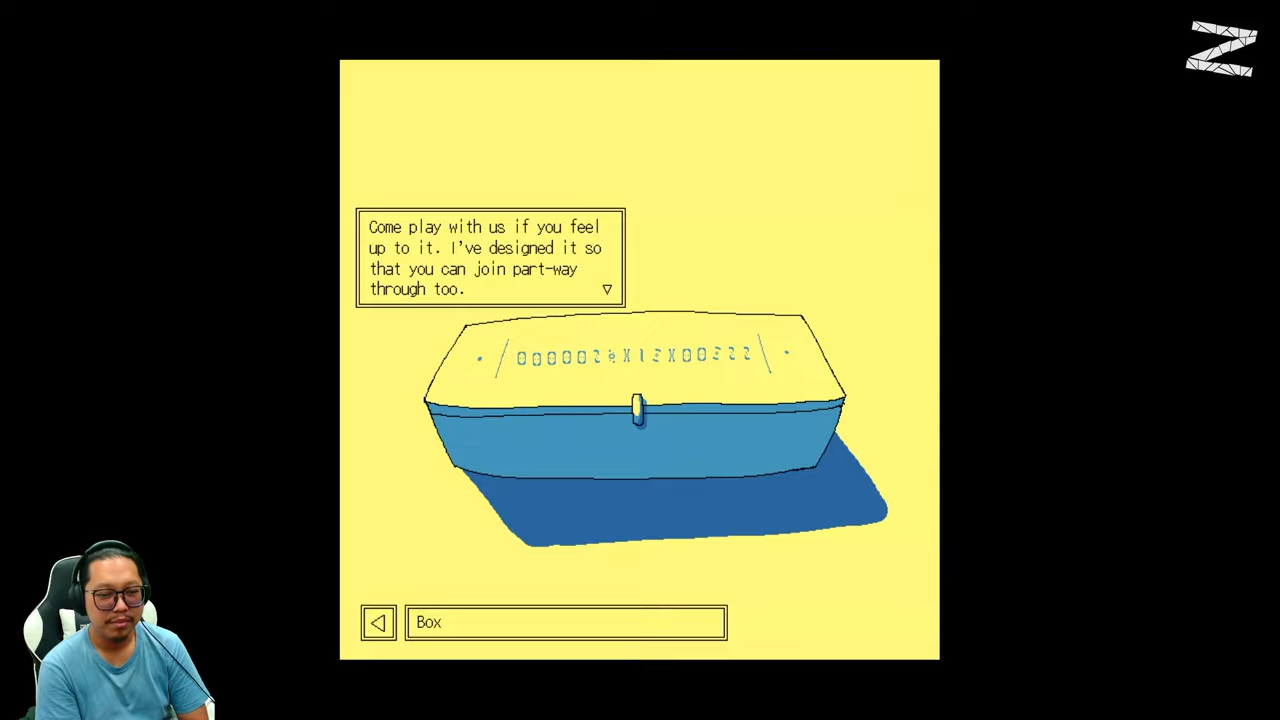 Come play with us if you feel
up to it. I've designed it so
that you can join part-way
through too.
Box